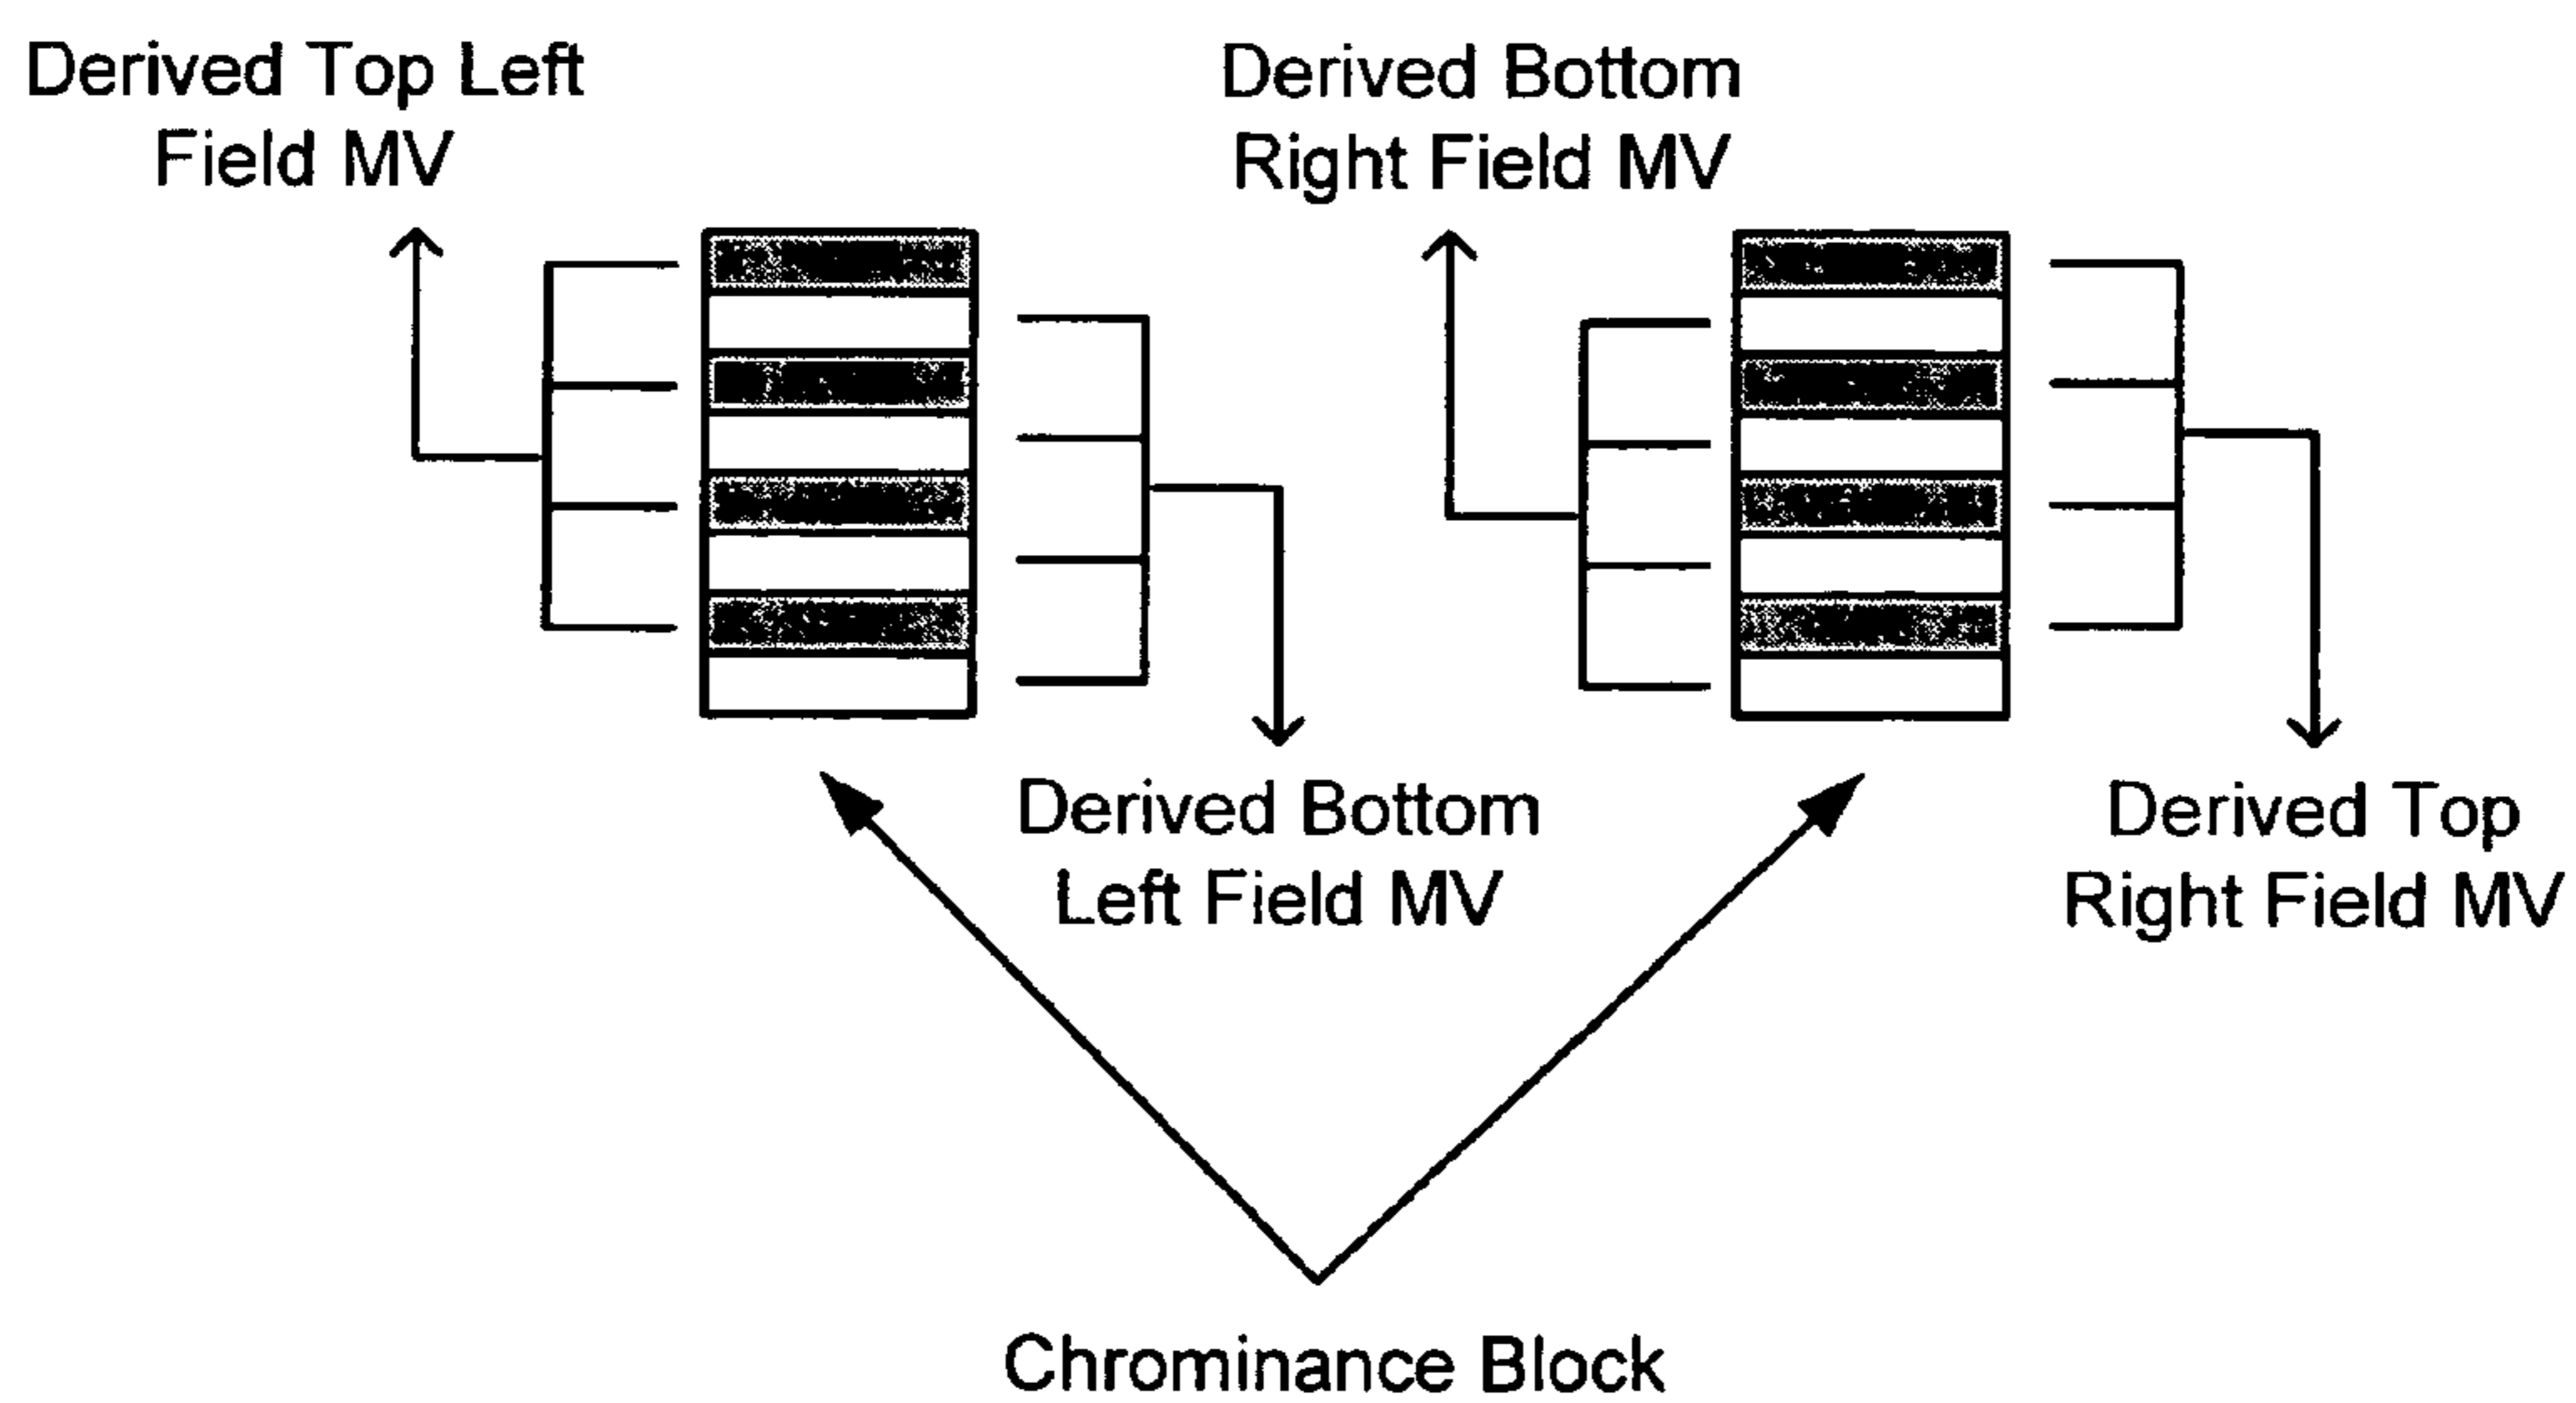 Derived Top Left
Field MV
Derived Bottom
Right Field MV
Derived Bottom
Left Field MV
Derived Top
Right Field MV
Chrominance Block